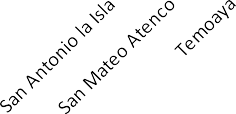 San Antonio la Isla
San Mateo Atenco
Temoaya